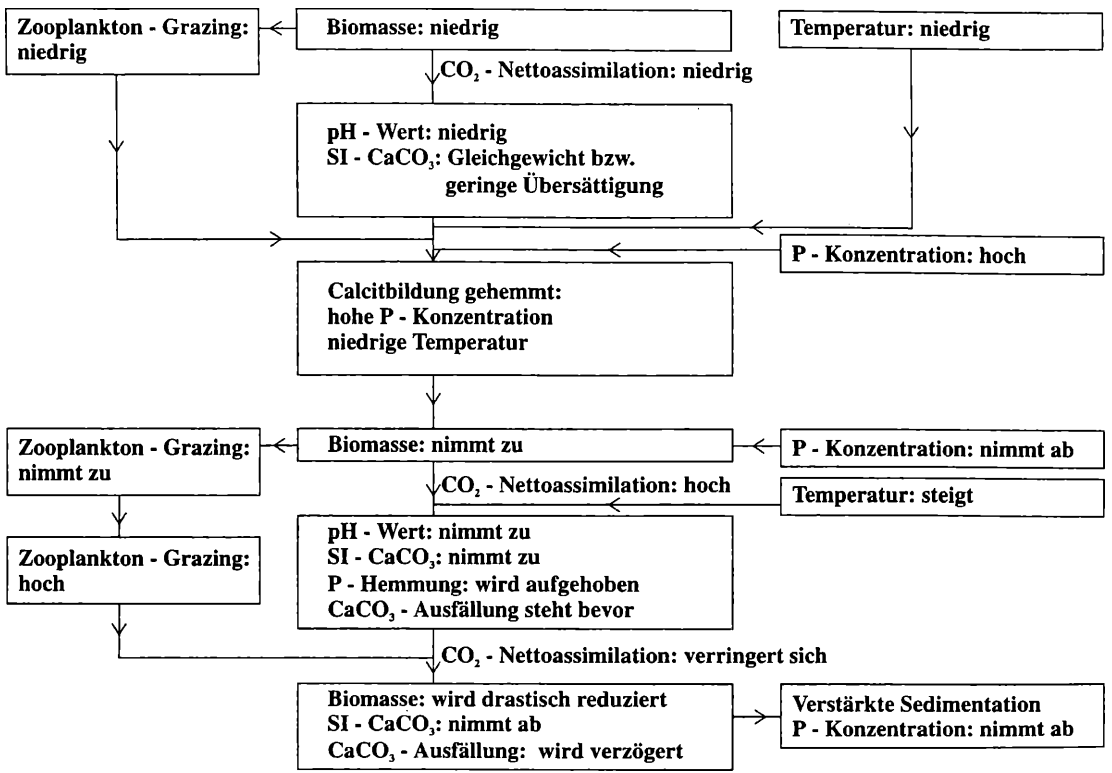 Zooplankton - Grazing:
niedrig
Biomasse: niedrig
Temperatur: niedrig
CO₂ - Nettoassimilation: niedrig
pH - Wert: niedrig
SI - CaCO₃: Gleichgewicht bzw.
geringe Übersättigung
P - Konzentration: hoch
Calcitbildung gehemmt:
hohe P - Konzentration
niedrige Temperatur
Zooplankton - Grazing:
nimmt zu
Biomasse: nimmt zu
P - Konzentration: nimmt ab
CO₂ - Nettoassimilation: hoch
Temperatur: steigt
Zooplankton - Grazing:
hoch
pH - Wert: nimmt zu
SI - CaCO₃: nimmt zu
P - Hemmung: wird aufgehoben
CaCO₃ - Ausfällung steht bevor
CO₂ - Nettoassimilation: verringert sich
Biomasse: wird drastisch reduziert
SI - CaCO₃: nimmt ab
CaCO₃ - Ausfällung: wird verzögert
Verstärkte Sedimentation
P - Konzentration: nimmt ab